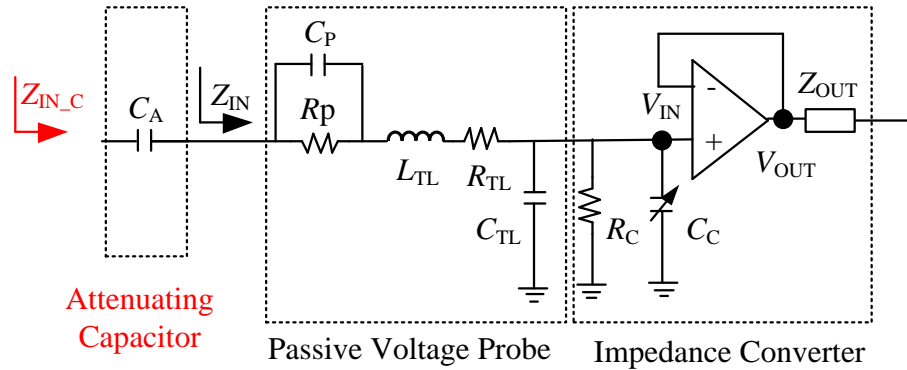 Z_IN_C
C_A
Z_IN
C_P
Rp
L_TL
R_TL
C_TL
V_IN
-
+
Z_OUT
V_OUT
R_C
C_C
Attenuating
Capacitor
Passive Voltage Probe
Impedance Converter